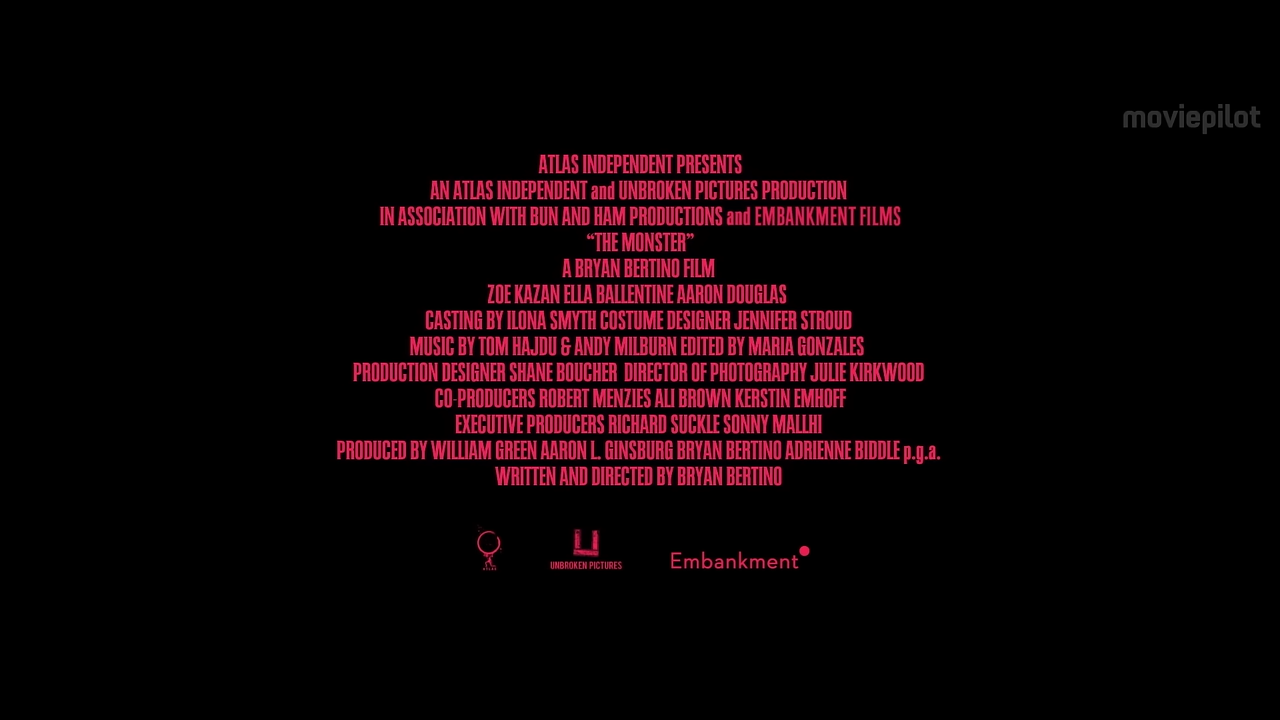 moviepilot
ATLAS INDEPENDENT PRESENTS
AN ATLAS INDEPENDENT and UNBROKEN PICTURES PRODUCTION
IN ASSOCIATION WITH BUN AND HAM PRODUCTIONS and EMBANKMENT FILMS
“THE MONSTER”
A BRYAN BERTINO FILM
ZOE KAZAN ELLA BALLENTINE AARON DOUGLAS
CASTING BY ILONA SMYTH COSTUME DESIGNER JENNIFER STROUD
MUSIC BY TOM HAJDU & ANDY MILBURN EDITED BY MARIA GONZALES
PRODUCTION DESIGNER SHANE BOUCHER DIRECTOR OF PHOTOGRAPHY JULIE KIRKWOOD
CO-PRODUCERS ROBERT MENZIES ALI BROWN KERSTIN EMHOFF
EXECUTIVE PRODUCERS RICHARD SUCKLE SONNY MALLHI
PRODUCED BY WILLIAM GREEN AARON L. GINSBURG BRYAN BERTINO ADRIENNE BIDDLE p.g.a.
WRITTEN AND DIRECTED BY BRYAN BERTINO
UNBROKEN PICTURES
Embankment